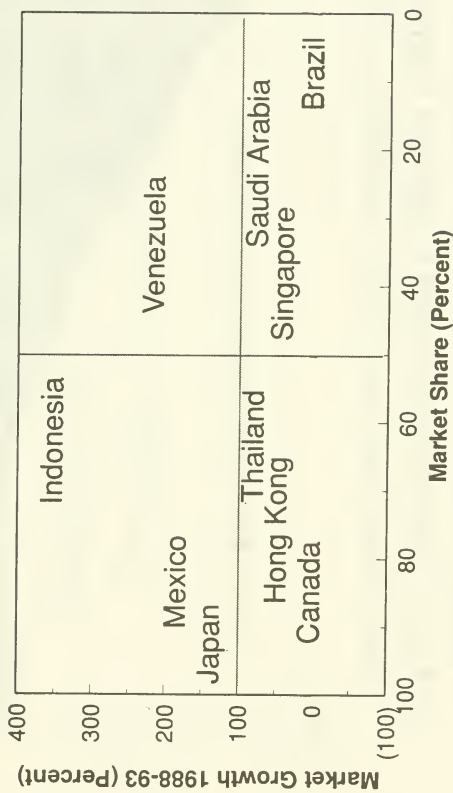 Market Growth 1988-93 (Percent)
400
300
200
100
0
(100)
Indonesia
Venezuela
Mexico
Japan
Thailand
Saudi Arabia
Hong Kong
Singapore
Canada
Brazil
100
80
60
40
20
0
Market Share (Percent)